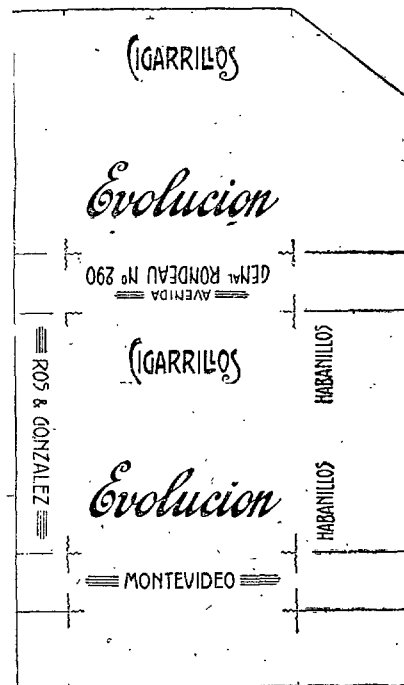 CIGARRILLOS
Evolucion
AVENIDA
GENAL RONDEAU Nº 290
CIGARRILLOS
HABANILLOS
ROS & GONZALEZ
Evolucion
HABANILLOS
MONTEVIDEO